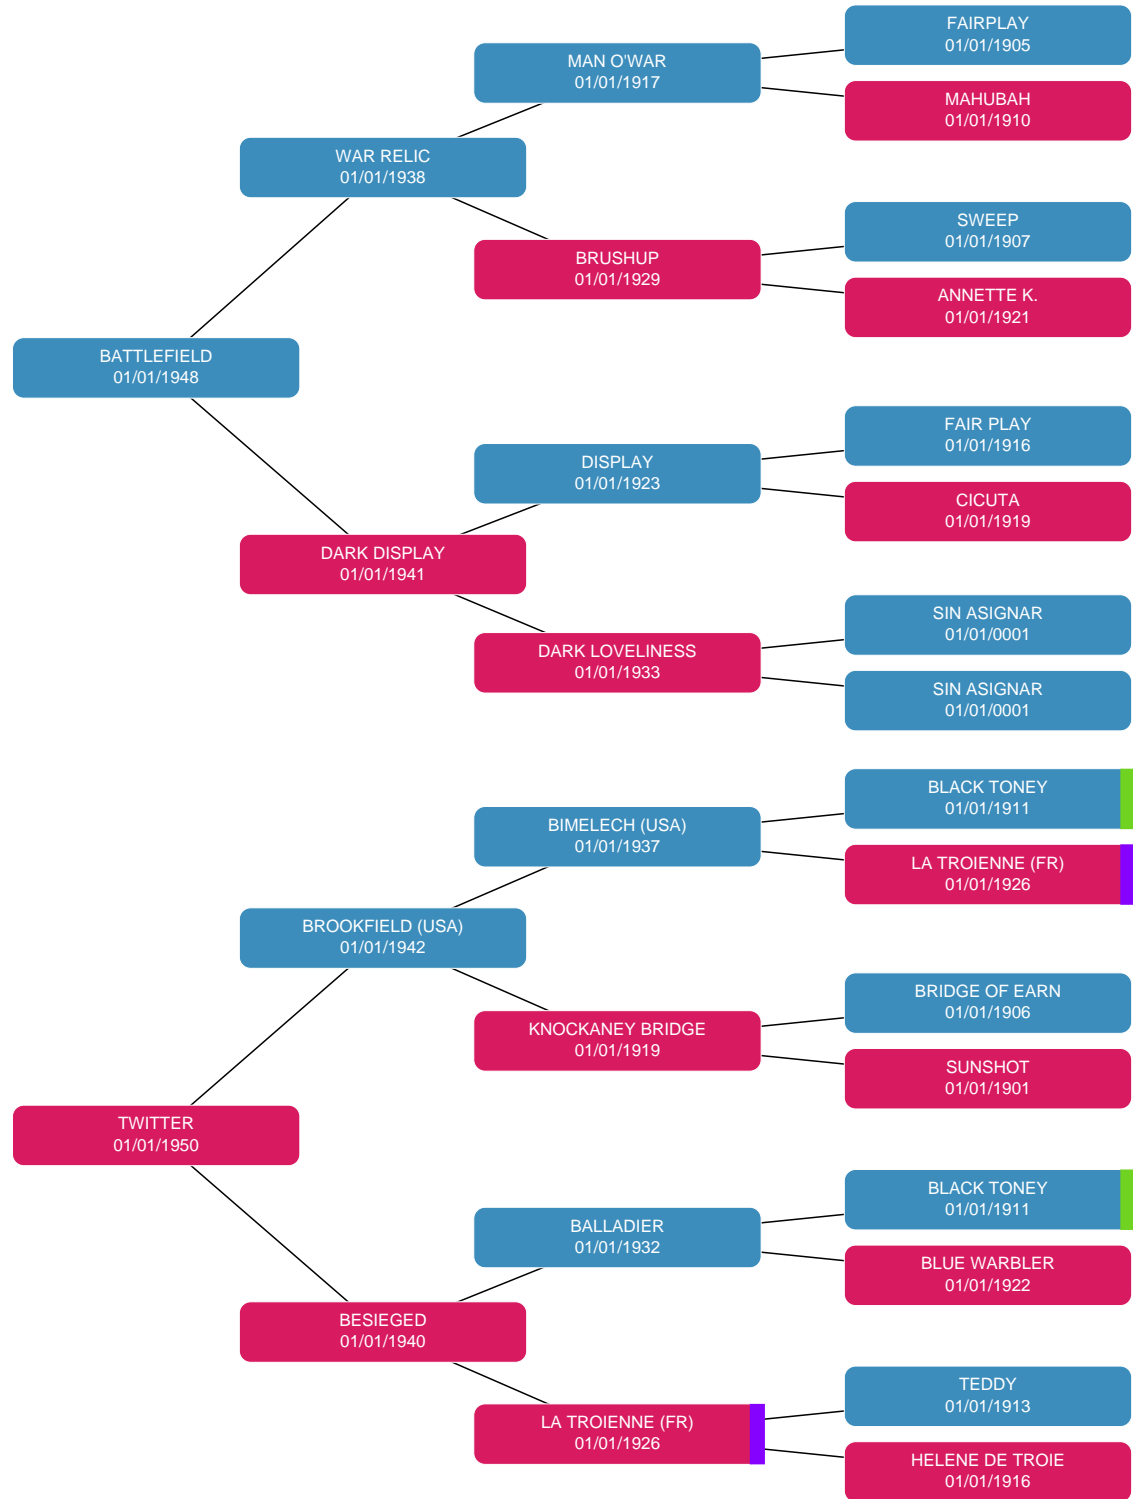 FAIRPLAY
01/01/1905
MAN O'WAR
01/01/1917
MAHUBAH
01/01/1910
WAR RELIC
01/01/1938
SWEEP
01/01/1907
BRUSHUP
01/01/1929
ANNETTE K.
01/01/1921
BATTLEFIELD
01/01/1948
FAIR PLAY
01/01/1916
DISPLAY
01/01/1923
CICUTA
01/01/1919
DARK DISPLAY
01/01/1941
SIN ASIGNAR
01/01/0001
DARK LOVELINESS
01/01/1933
SIN ASIGNAR
01/01/0001
BLACK TONEY
01/01/1911
BIMELECH (USA)
01/01/1937
LA TROIENNE (FR)
01/01/1926
BROOKFIELD (USA)
01/01/1942
BRIDGE OF EARN
01/01/1906
KNOCKANEY BRIDGE
01/01/1919
SUNSHOT
01/01/1901
TWITTER
01/01/1950
BLACK TONEY
01/01/1911
BALLADIER
01/01/1932
BLUE WARBLER
01/01/1922
BESIEGED
01/01/1940
TEDDY
01/01/1913
LA TROIENNE (FR)
01/01/1926
HELENE DE TROIE
01/01/1916